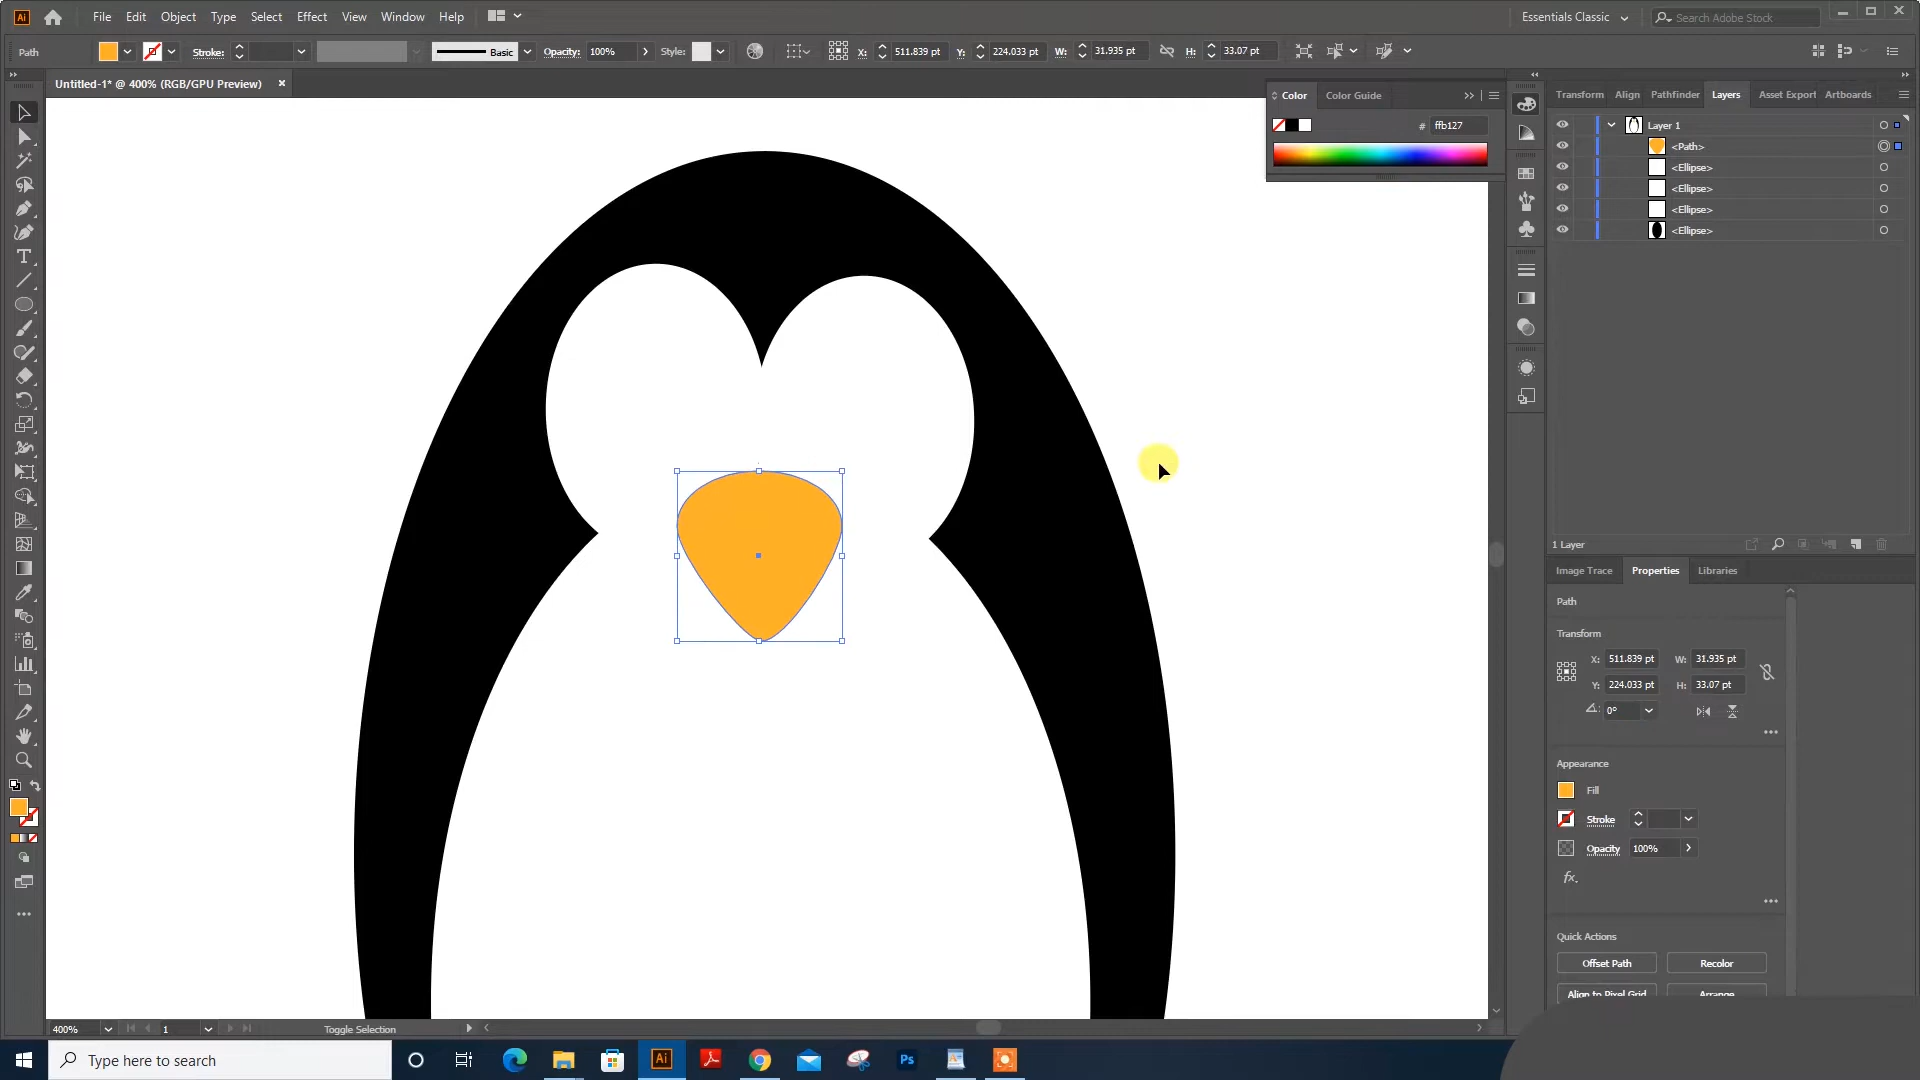 File Edit Object Type Select Effect View Window Help
Essentials Classic
Search Adobe Stock
Path
Stroke:
Basic
Opacity: 100%
Style:
X: 511.839 pt Y: 224.033 pt W: 31.935 pt H: 33.07 pt
Untitled-1* @ 400% (RGB/GPU Preview)
Color Color Guide
# ffb127
Transform Align Pathfinder Layers Asset Export Artboards
Layer 1
<Path>
<Ellipse>
<Ellipse>
<Ellipse>
<Ellipse>
1 Layer
Image Trace Properties Libraries
Path
Transform
X: 511.839 pt W: 31.935 pt
Y: 224.033 pt H: 33.07 pt
0°
Appearance
Fill
Stroke
Opacity 100%
fx.
Quick Actions
Offset Path Recolor
Align to Pixel Grid Arrange
400% 1 Toggle Selection
Type here to search
Ai
Ps